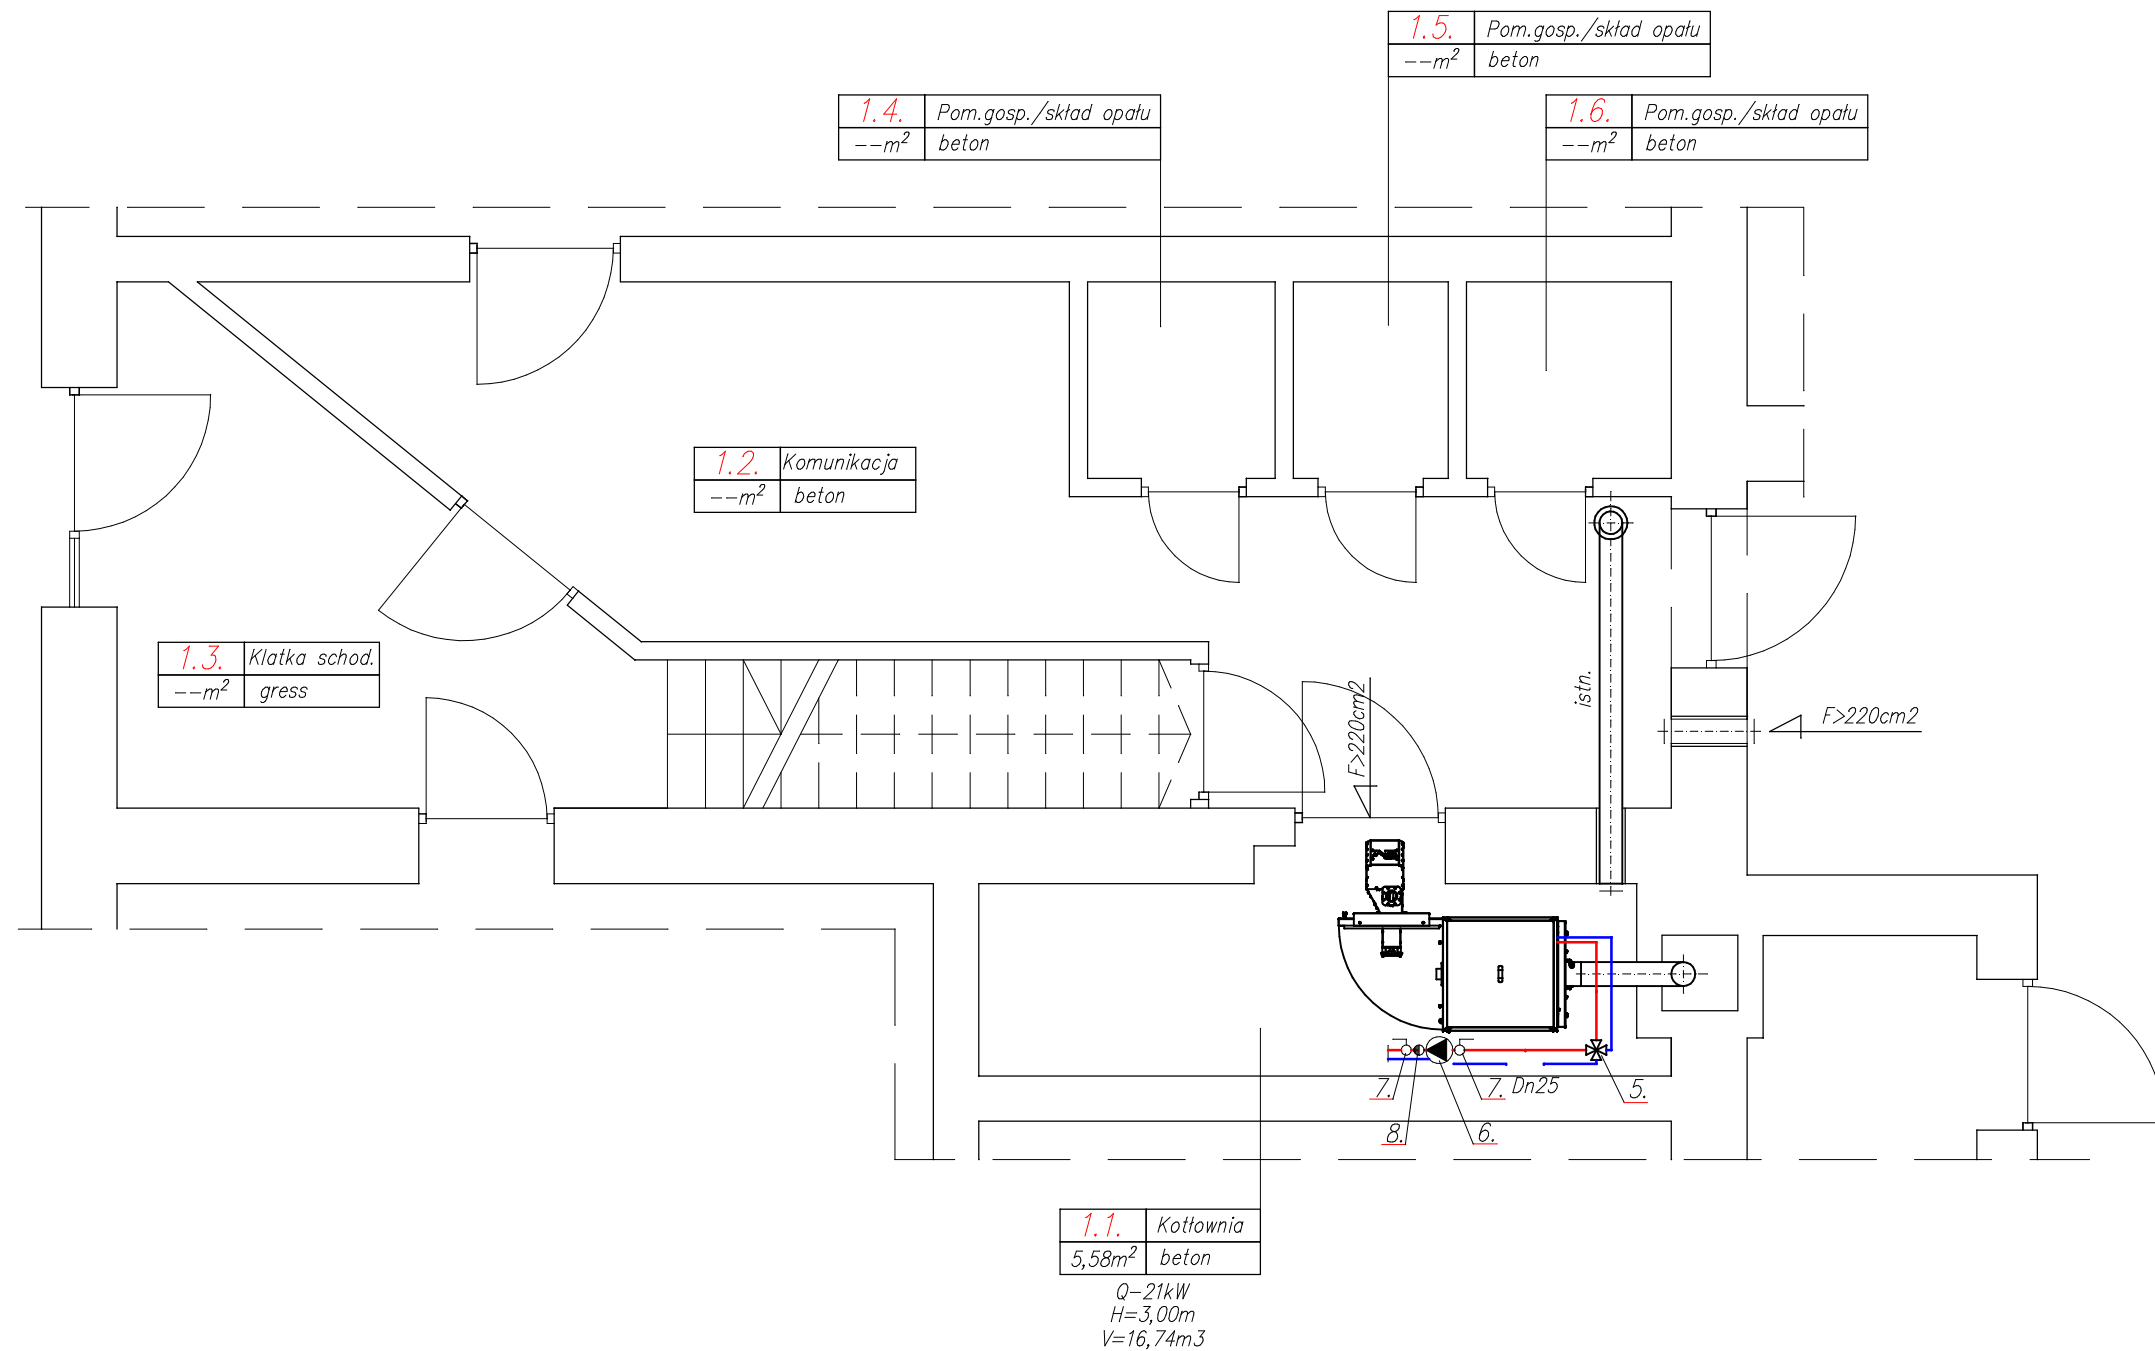 1.5. Pom.gosp./skład opału
--m² beton
1.4. Pom.gosp./skład opału
--m² beton
1.6. Pom.gosp./skład opału
--m² beton
1.2. Komunikacja
--m² beton
1.3. Klatka schod.
--m² gress
F>220cm2
istn.
F>220cm2
7.
7. Dn25
5.
8.
6.
1.1. Kotłownia
5,58m² beton
Q-21kW
H=3,00m
V=16,74m3